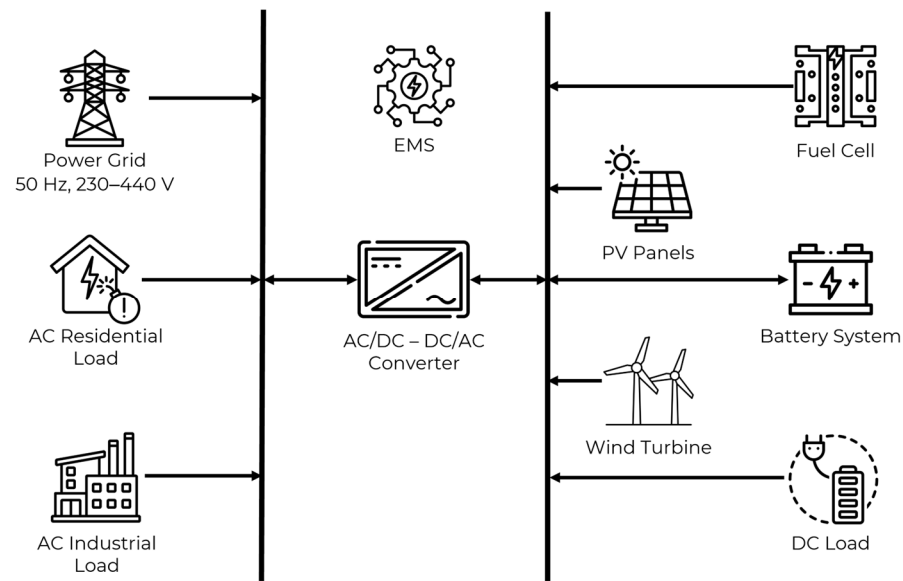 Power Grid
50 Hz, 230–440 V
AC Residential
Load
AC Industrial
Load
EMS
AC/DC – DC/AC
Converter
Fuel Cell
PV Panels
Battery System
Wind Turbine
DC Load